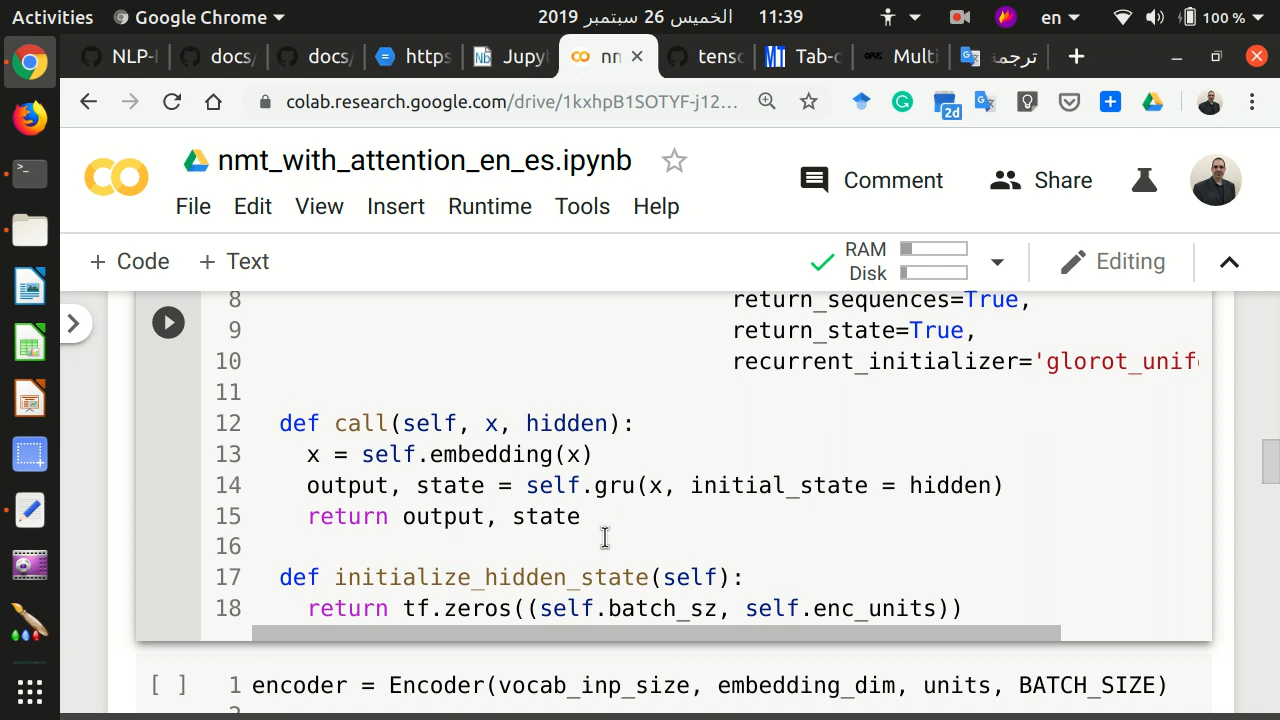 Activities Google Chrome الخميس 26 سبتمبر 2019 11:39 en 100 %
NLP- docs/ docs/ https Jupy nn tens Tab-c Multi ترجمة
colab.research.google.com/drive/1kxhpB1SOTYF-j12... 2d
nmt_with_attention_en_es.ipynb
Comment Share
File Edit View Insert Runtime Tools Help
+ Code + Text RAM Disk Editing
8 return_sequences=True,
9 return_state=True,
10 recurrent_initializer='glorot_unif
11
12 def call(self, x, hidden):
13 x = self.embedding(x)
14 output, state = self.gru(x, initial_state = hidden)
15 return output, state
16
17 def initialize_hidden_state(self):
18 return tf.zeros((self.batch_sz, self.enc_units))
[ ] 1 encoder = Encoder(vocab_inp_size, embedding_dim, units, BATCH_SIZE)